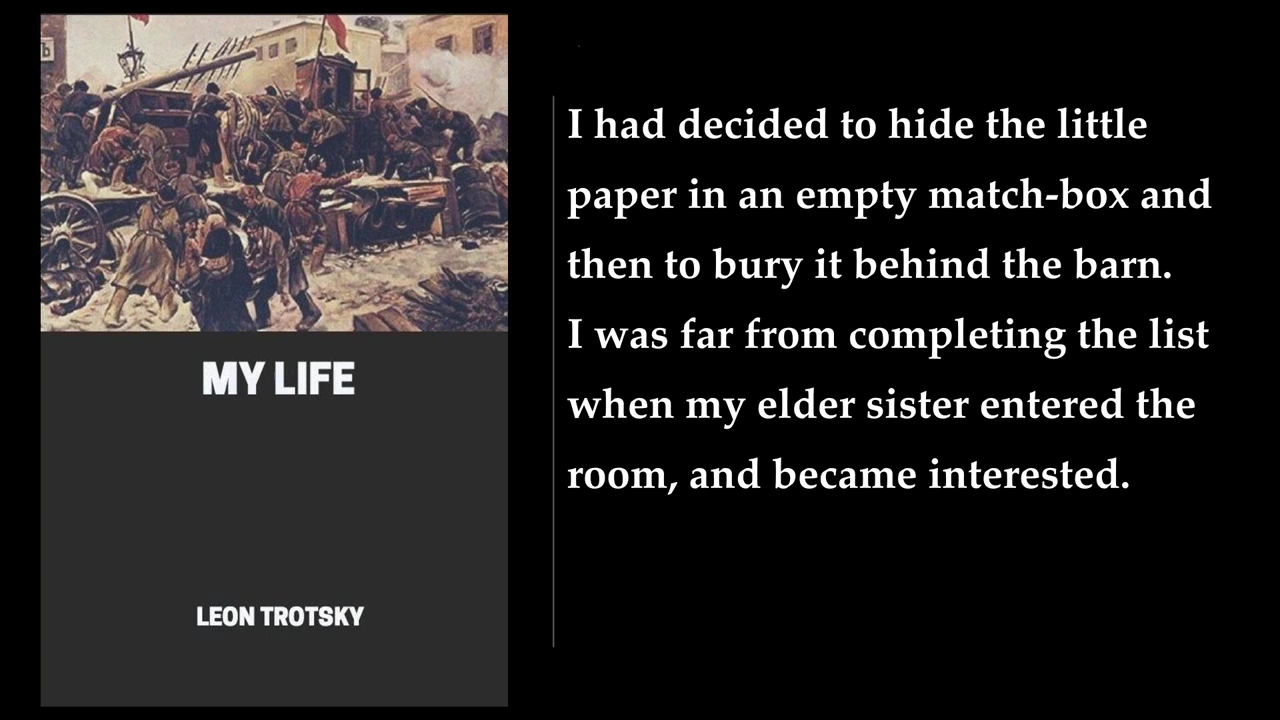 MY LIFE
LEON TROTSKY
I had decided to hide the little
paper in an empty match-box and
then to bury it behind the barn.
I was far from completing the list
when my elder sister entered the
room, and became interested.